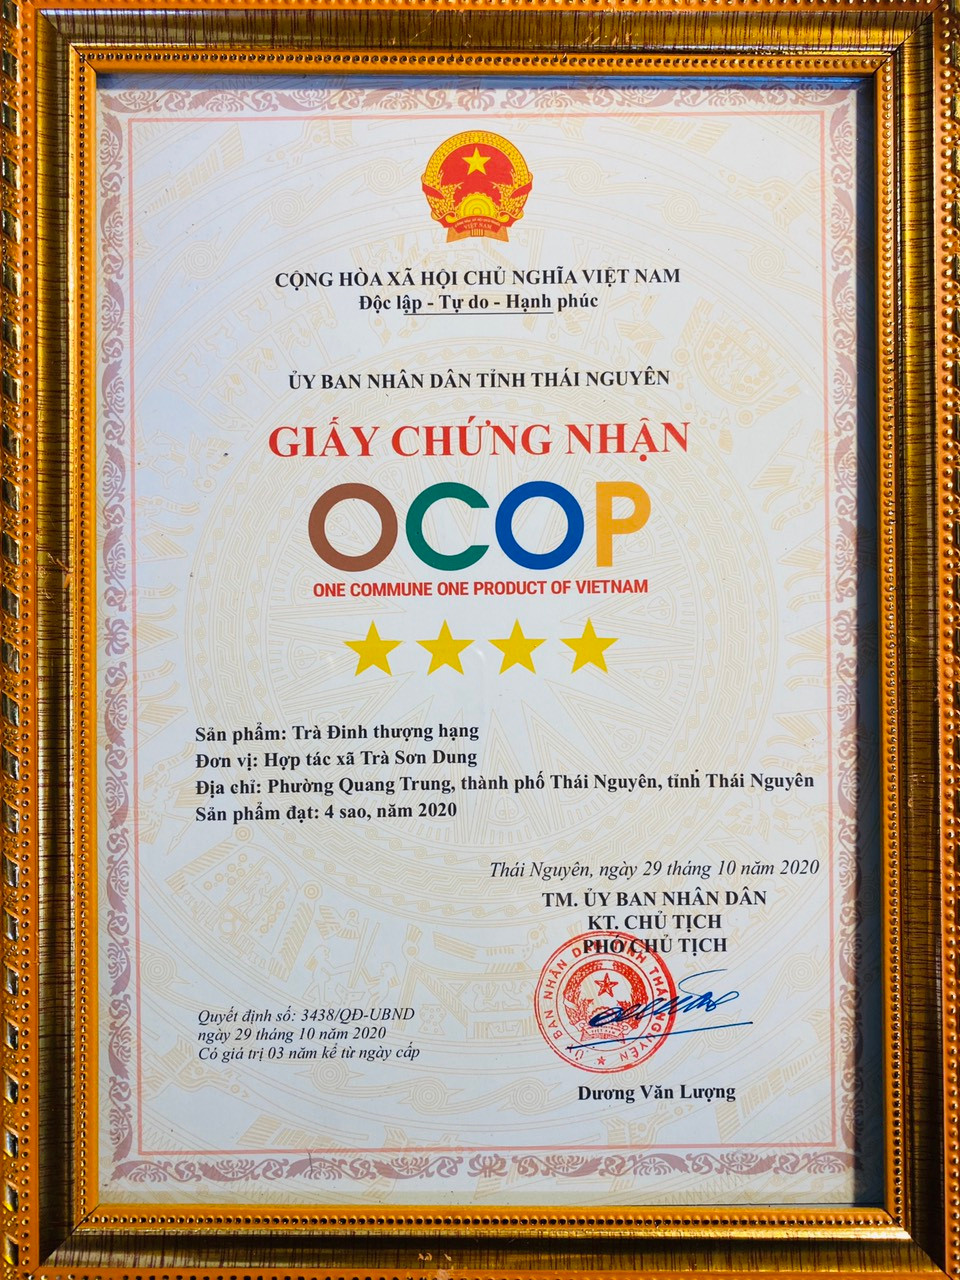 VIỆT NAM
CỘNG HÒA XÃ HỘI CHỦ NGHĨA VIỆT NAM
Độc lập - Tự do - Hạnh phúc
ỦY BAN NHÂN DÂN TỈNH THÁI NGUYÊN
GIẤY CHỨNG NHẬN
OCOP
ONE COMMUNE ONE PRODUCT OF VIETNAM
Sản phẩm: Trà Đinh thượng hạng
Đơn vị: Hợp tác xã Trà Sơn Dung
Địa chỉ: Phường Quang Trung, thành phố Thái Nguyên, tỉnh Thái Nguyên
Sản phẩm đạt: 4 sao, năm 2020
Thái Nguyên, ngày 29 tháng 10 năm 2020
TM. ỦY BAN NHÂN DÂN
KT. CHỦ TỊCH
PHÓ CHỦ TỊCH
ỦY BAN NHÂN DÂN TỈNH THÁI NGUYÊN
Quyết định số: 3438/QĐ-UBND
ngày 29 tháng 10 năm 2020
Có giá trị 03 năm kể từ ngày cấp
Dương Văn Lượng